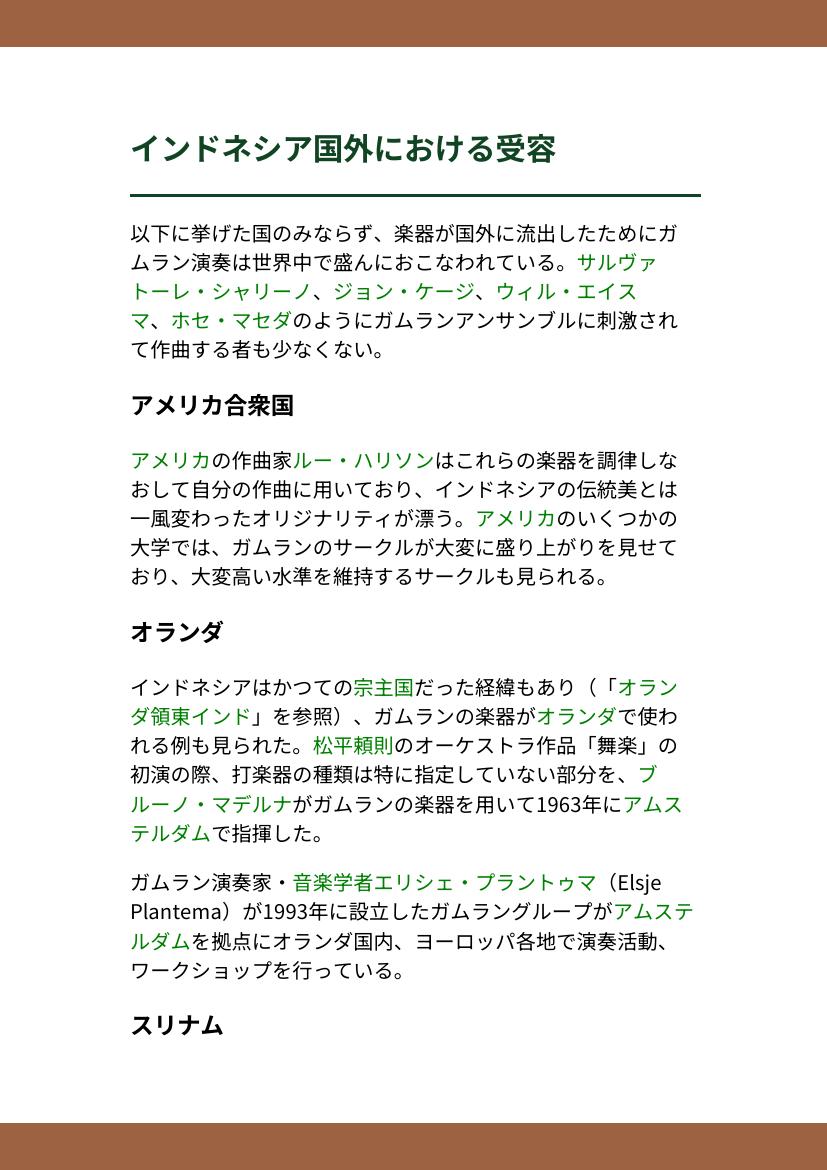 インドネシア国外における受容
以下に挙げた国のみならず、楽器が国外に流出したためにガ
ムラン演奏は世界中で盛んにおこなわれている。サルヴァ
トーレ・シャリーノ、ジョン・ケージ、ウィル・エイス
マ、ホセ・マセダのようにガムランアンサンブルに刺激され
て作曲する者も少なくない。
アメリカ合衆国
アメリカの作曲家ルー・ハリソンはこれらの楽器を調律しな
おして自分の作曲に用いており、インドネシアの伝統美とは
一風変わったオリジナリティが漂う。アメリカのいくつかの
大学では、ガムランのサークルが大変に盛り上がりを見せて
おり、大変高い水準を維持するサークルも見られる。
オランダ
インドネシアはかつての宗主国だった経緯もあり（「オラン
ダ領東インド」を参照）、ガムランの楽器がオランダで使わ
れる例も見られた。松平頼則のオーケストラ作品「舞楽」の
初演の際、打楽器の種類は特に指定していない部分を、ブ
ルーノ・マデルナがガムランの楽器を用いて1963年にアムス
テルダムで指揮した。
ガムラン演奏家・音楽学者エリシェ・プラントゥマ（Elsje
Plantema）が1993年に設立したガムラングループがアムステ
ルダムを拠点にオランダ国内、ヨーロッパ各地で演奏活動、
ワークショップを行っている。
スリナム